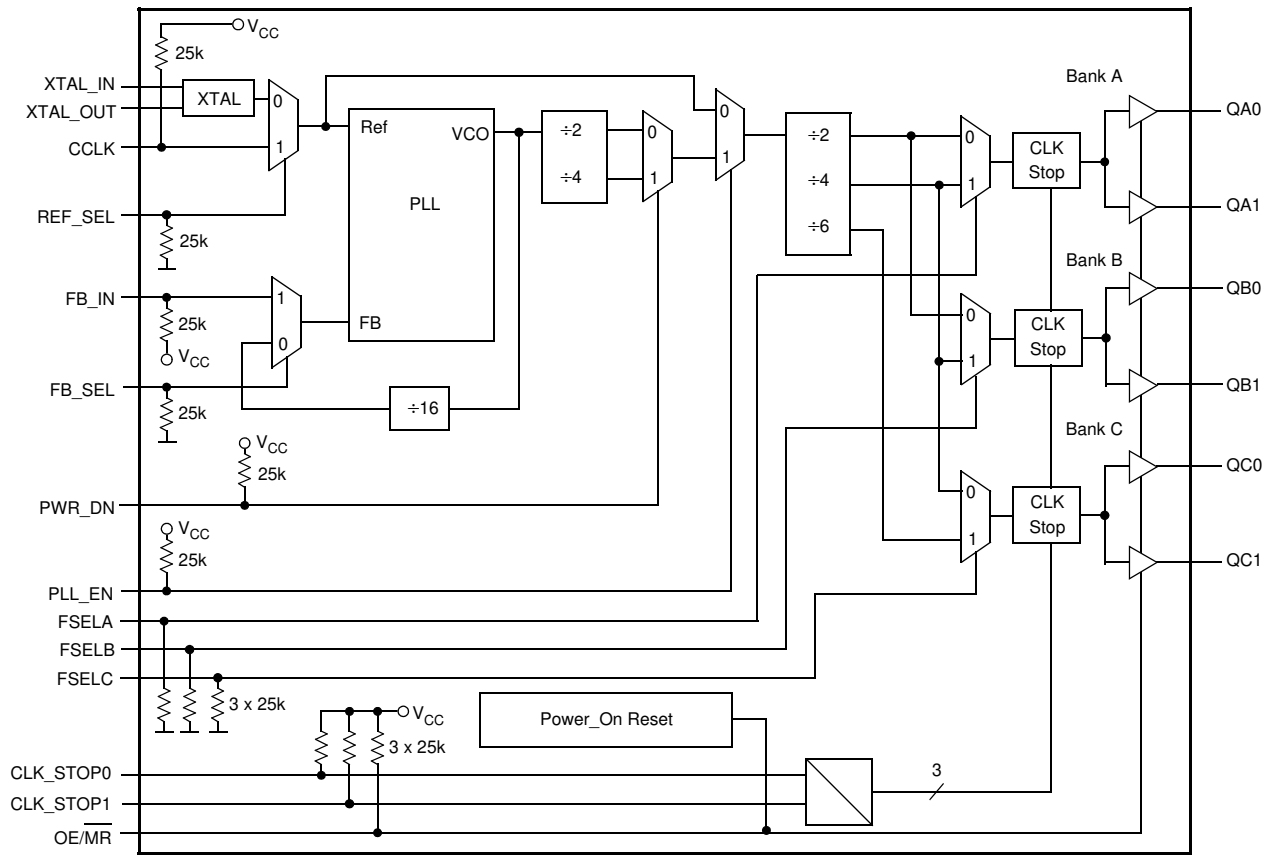 VCC
25k
XTAL_IN
XTAL_OUT
XTAL
0
1
CCLK
REF_SEL
25k
Ref
VCO
PLL
FB
÷2
÷4
0
1
0
1
÷2
÷4
÷6
0
1
CLK
Stop
Bank A
QA0
QA1
FB_IN
25k
VCC
1
0
FB_SEL
25k
÷16
Bank B
0
1
CLK
Stop
QB0
QB1
VCC
25k
PWR_DN
Bank C
0
1
CLK
Stop
QC0
QC1
VCC
25k
PLL_EN
FSELA
FSELB
FSELC
3 x 25k
Power_On Reset
VCC
3 x 25k
CLK_STOP0
CLK_STOP1
OE/M̅R̅
3